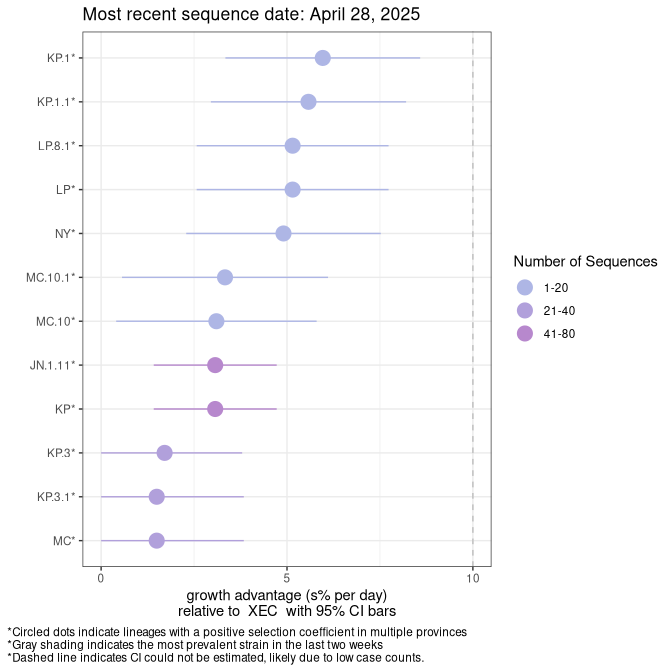 Most recent sequence date: April 28, 2025
KP.1*
KP.1.1*
LP.8.1*
LP*
NY*
MC.10.1*
MC.10*
JN.1.11*
KP*
KP.3*
KP.3.1*
MC*
0 5 10
growth advantage (s% per day)
relative to XEC with 95% CI bars
Number of Sequences
1-20
21-40
41-80
*Circled dots indicate lineages with a positive selection coefficient in multiple provinces
*Gray shading indicates the most prevalent strain in the last two weeks
*Dashed line indicates CI could not be estimated, likely due to low case counts.